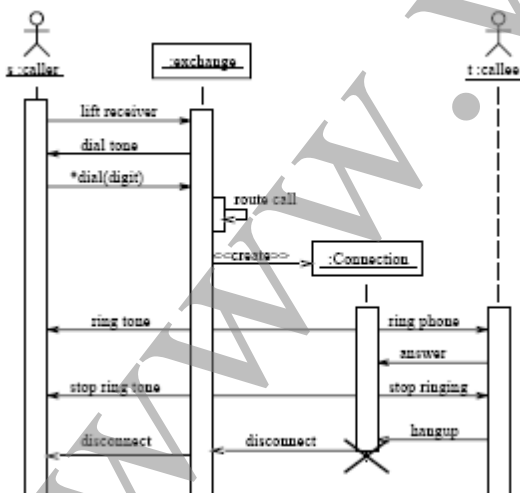 s :caller
:exchange
t :callee
lift receiver
dial tone
*dial(digit)
route call
<<create>>
:Connection
ring tone
ring phone
answer
stop ring tone
stop ringing
hangup
disconnect
disconnect
www.